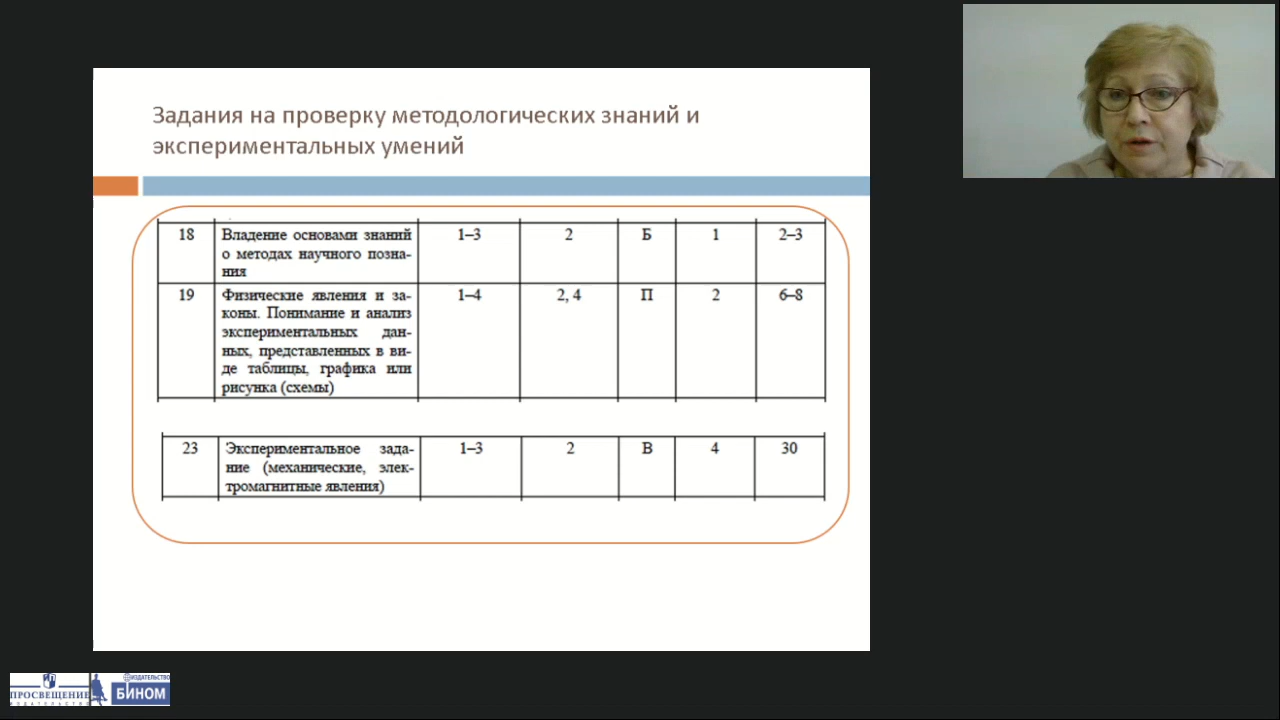 Задания на проверку методологических знаний и
экспериментальных умений
18 Владение основами знаний 1–3 2 Б 1 2–3
о методах научного позна-
ния
19 Физические явления и за- 1–4 2, 4 П 2 6–8
коны. Понимание и анализ
экспериментальных дан-
ных, представленных в ви-
де таблицы, графика или
рисунка (схемы)
23 Экспериментальное зада- 1–3 2 В 4 30
ние (механические, элек-
тромагнитные явления)
ПРОСВЕЩЕНИЕ
ИЗДАТЕЛЬСТВО
ИЗДАТЕЛЬСТВО
БИНОМ